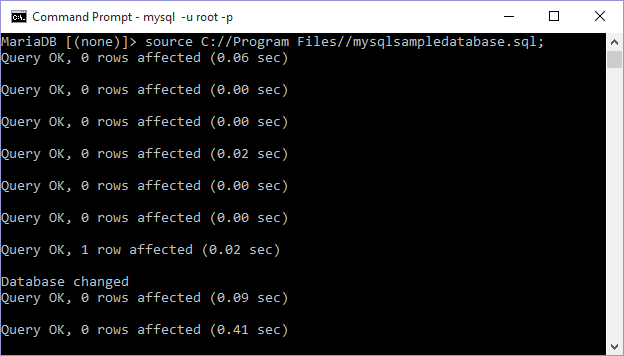 Command Prompt - mysql  -u root -p
MariaDB [(none)]> source C://Program Files//mysqlsampledatabase.sql;
Query OK, 0 rows affected (0.06 sec)
Query OK, 0 rows affected (0.00 sec)
Query OK, 0 rows affected (0.00 sec)
Query OK, 0 rows affected (0.02 sec)
Query OK, 0 rows affected (0.00 sec)
Query OK, 0 rows affected (0.00 sec)
Query OK, 1 row affected (0.02 sec)
Database changed
Query OK, 0 rows affected (0.09 sec)
Query OK, 0 rows affected (0.41 sec)